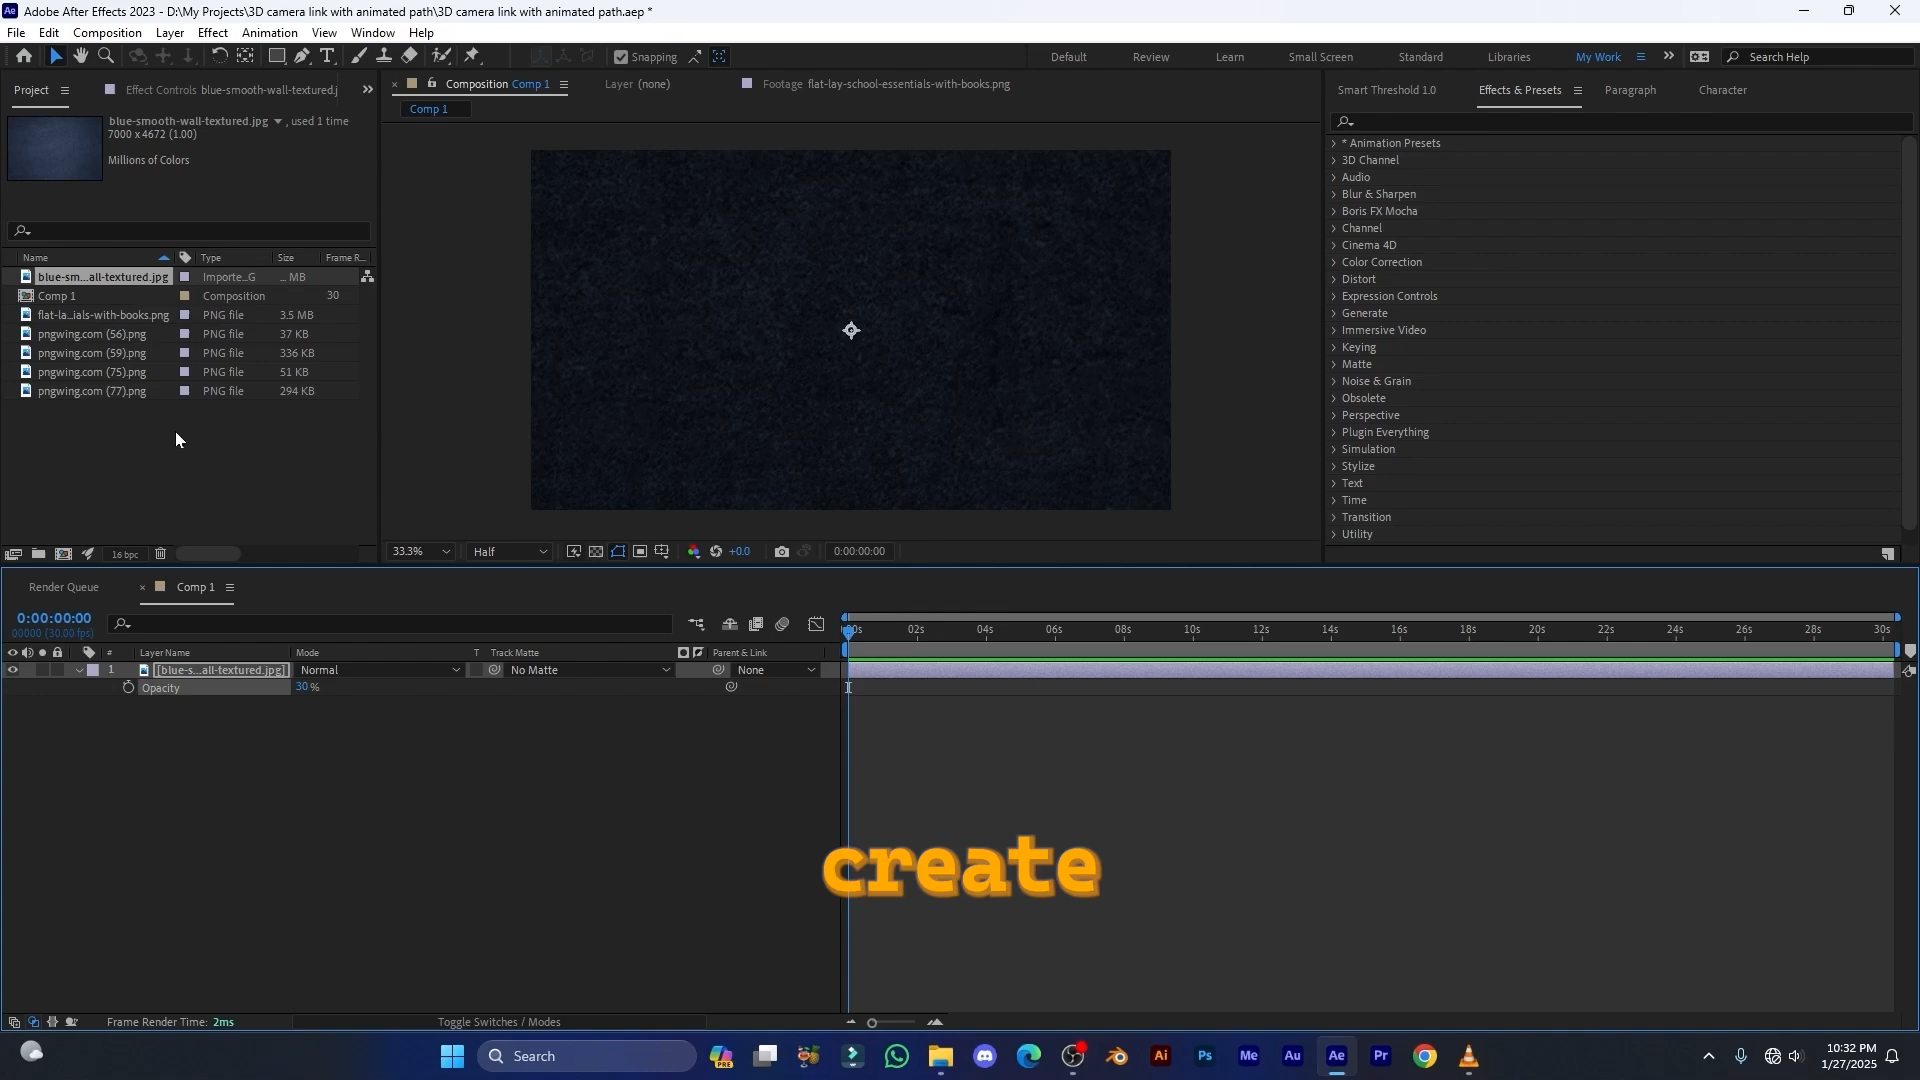 Adobe After Effects 2023 - D:\My Projects\3D camera link with animated path\3D camera link with animated path.aep *
File Edit Composition Layer Effect Animation View Window Help
Snapping
Default Review Learn Small Screen Standard Libraries My Work
Search Help
Project
Effect Controls blue-smooth-wall-textured.j
Composition Comp 1
Layer (none)
Footage flat-lay-school-essentials-with-books.png
Smart Threshold 1.0
Effects & Presets
Paragraph
Character
Comp 1
blue-smooth-wall-textured.jpg , used 1 time
7000 x 4672 (1.00)
Millions of Colors
Name Type Size Frame R...
blue-sm...all-textured.jpg Importe...G ... MB
Comp 1 Composition 30
flat-la...ials-with-books.png PNG file 3.5 MB
pngwing.com (56).png PNG file 37 KB
pngwing.com (59).png PNG file 336 KB
pngwing.com (75).png PNG file 51 KB
pngwing.com (77).png PNG file 294 KB
* Animation Presets
3D Channel
Audio
Blur & Sharpen
Boris FX Mocha
Channel
Cinema 4D
Color Correction
Distort
Expression Controls
Generate
Immersive Video
Keying
Matte
Noise & Grain
Obsolete
Perspective
Plugin Everything
Simulation
Stylize
Text
Time
Transition
Utility
16 bpc
33.3% Half +0.0 0:00:00:00
Render Queue
Comp 1
0:00:00:00
00000 (30.00 fps)
:00s 02s 04s 06s 08s 10s 12s 14s 16s 18s 20s 22s 24s 26s 28s 30s
# Layer Name Mode T Track Matte Parent & Link
1 [blue-s...all-textured.jpg] Normal No Matte None
Opacity 30 %
create
Frame Render Time: 2ms
Toggle Switches / Modes
Search
PRE
Ai Ps Me Au Ae Pr
10:32 PM
1/27/2025